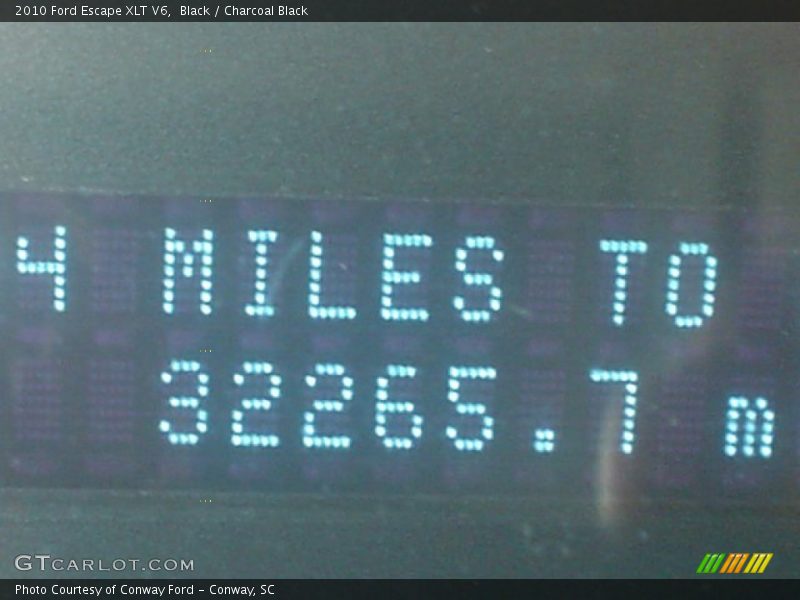 2010 Ford Escape XLT V6,  Black / Charcoal Black
4 MILES TO
32265.7 m
GTCARLOT.COM
Photo Courtesy of Conway Ford - Conway, SC